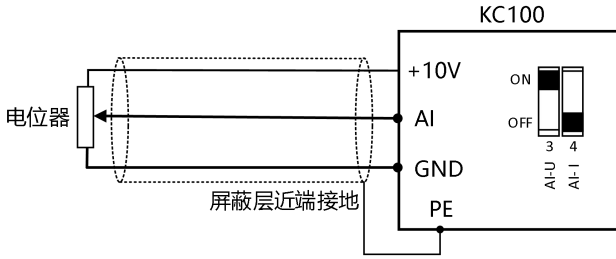 KC100
+10V
ON
电位器
AI
OFF
3 4
GND
AI-U
AI- I
屏蔽层近端接地
PE